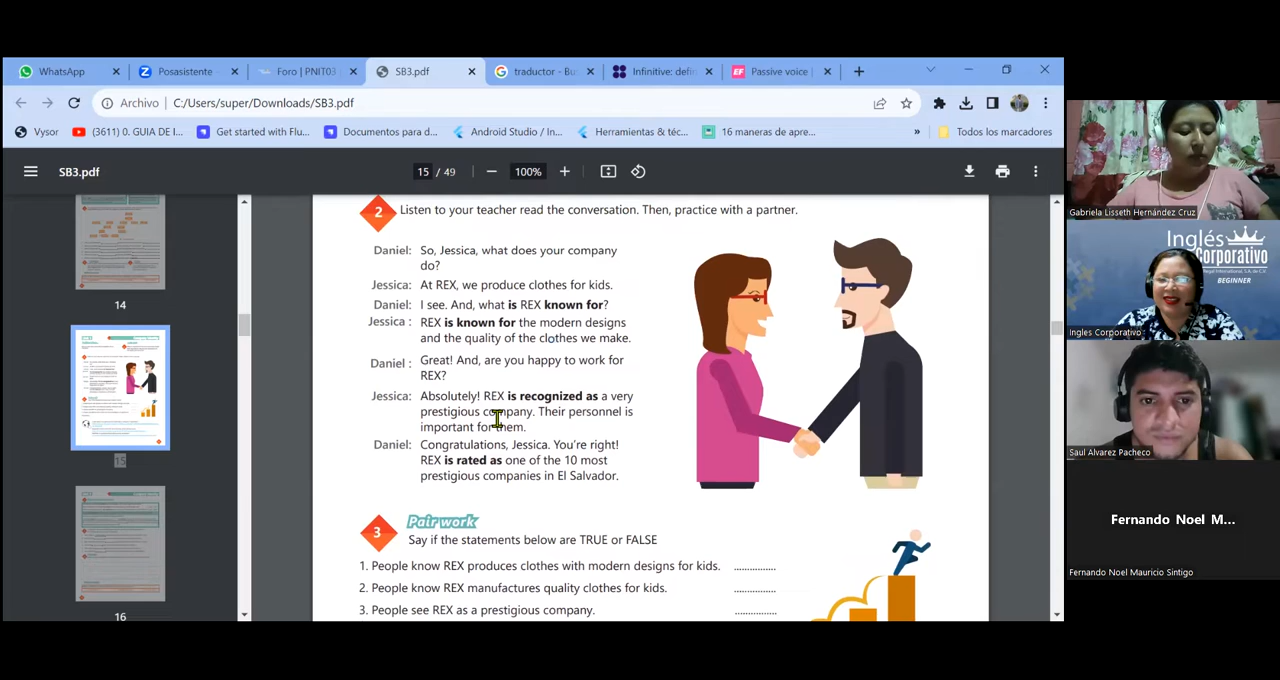 WhatsApp
Posasistente
Foro | PNIT03
SB3.pdf
traductor - Bu
Infinitive: defin
Passive voice |
Archivo
C:/Users/super/Downloads/SB3.pdf
Vysor
(3611) 0. GUIA DE I...
Get started with Flu...
Documentos para d...
Android Studio / In...
Herramientas & téc...
16 maneras de apre...
»
Todos los marcadores
SB3.pdf
15 / 49
100%
14
15
16
2 Listen to your teacher read the conversation. Then, practice with a partner.
Daniel: So, Jessica, what does your company
do?
Jessica: At REX, we produce clothes for kids.
Daniel: I see. And, what is REX known for?
Jessica : REX is known for the modern designs
and the quality of the clothes we make.
Daniel : Great! And, are you happy to work for
REX?
Jessica: Absolutely! REX is recognized as a very
prestigious company. Their personnel is
important for them.
Daniel: Congratulations, Jessica. You're right!
REX is rated as one of the 10 most
prestigious companies in El Salvador.
3 Pair work
Say if the statements below are TRUE or FALSE
1. People know REX produces clothes with modern designs for kids. ...............
2. People know REX manufactures quality clothes for kids. ...............
3. People see REX as a prestigious company. ...............
Gabriela Lisseth Hernández Cruz
Inglés
Corporativo
Regal International, S.A. de C.V.
BEGINNER
Ingles Corporativo
Saul Alvarez Pacheco
Fernando Noel M...
Fernando Noel Mauricio Sintigo